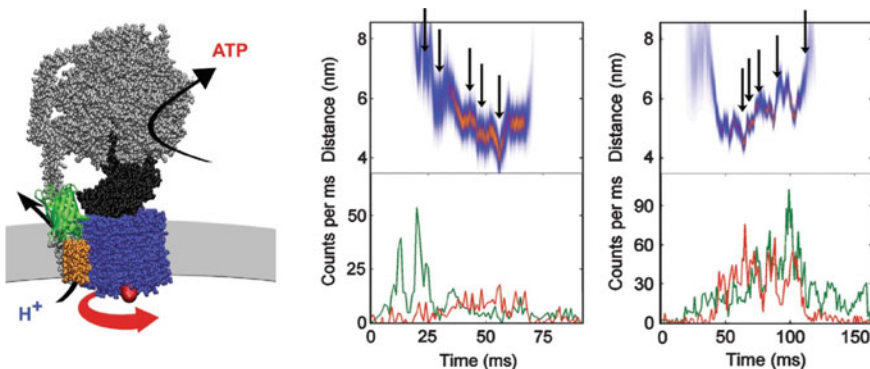 ATP
H+
Distance (nm)
8
6
4
Counts per ms
50
25
0
0 25 50 75
Time (ms)
Distance (nm)
8
6
4
Counts per ms
90
60
30
0
0 50 100 150
Time (ms)